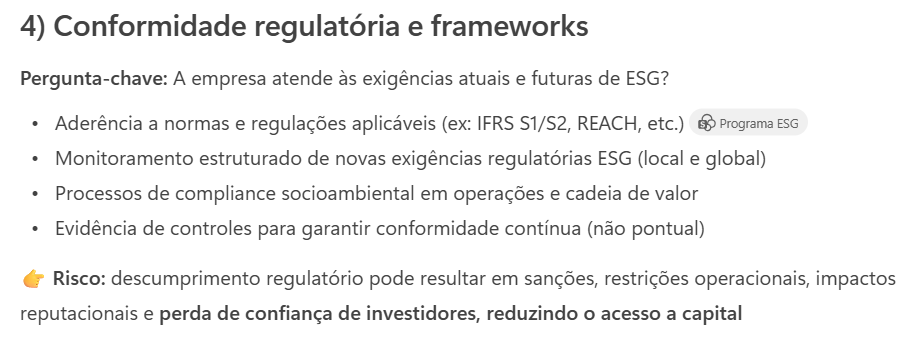 4) Conformidade regulatória e frameworks
Pergunta-chave: A empresa atende às exigências atuais e futuras de ESG?
• Aderência a normas e regulações aplicáveis (ex: IFRS S1/S2, REACH, etc.) Programa ESG
• Monitoramento estruturado de novas exigências regulatórias ESG (local e global)
• Processos de compliance socioambiental em operações e cadeia de valor
• Evidência de controles para garantir conformidade contínua (não pontual)
👉 Risco: descumprimento regulatório pode resultar em sanções, restrições operacionais, impactos
reputacionais e perda de confiança de investidores, reduzindo o acesso a capital